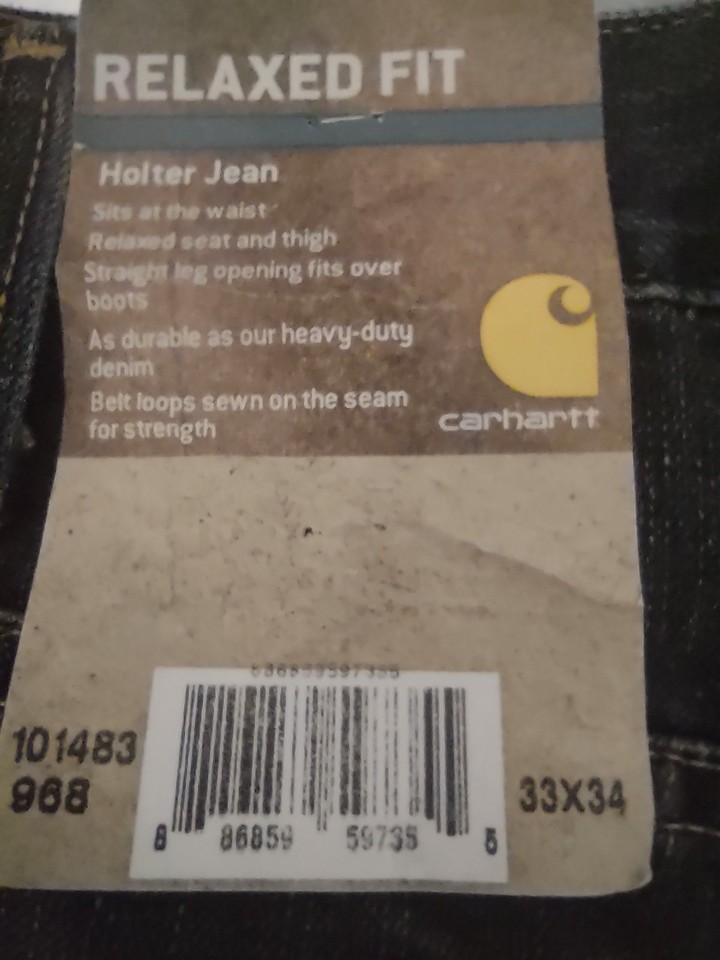 RELAXED FIT
Holter Jean
Sits at the waist
Relaxed seat and thigh
Straight leg opening fits over
boots
As durable as our heavy-duty
denim
Belt loops sewn on the seam
for strength
carhartt
101483
968
33X34
8 86859 59735 5